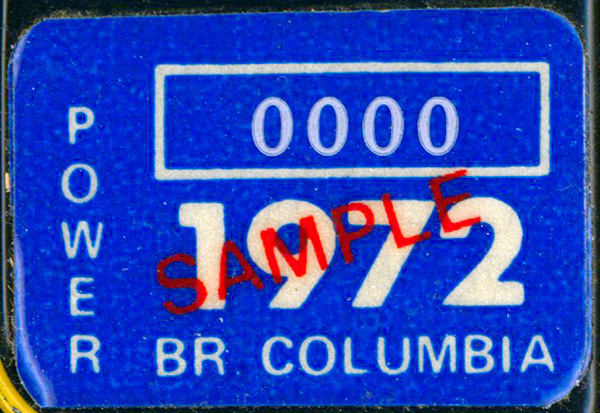 POWER
0000
1972
SAMPLE
BR COLUMBIA